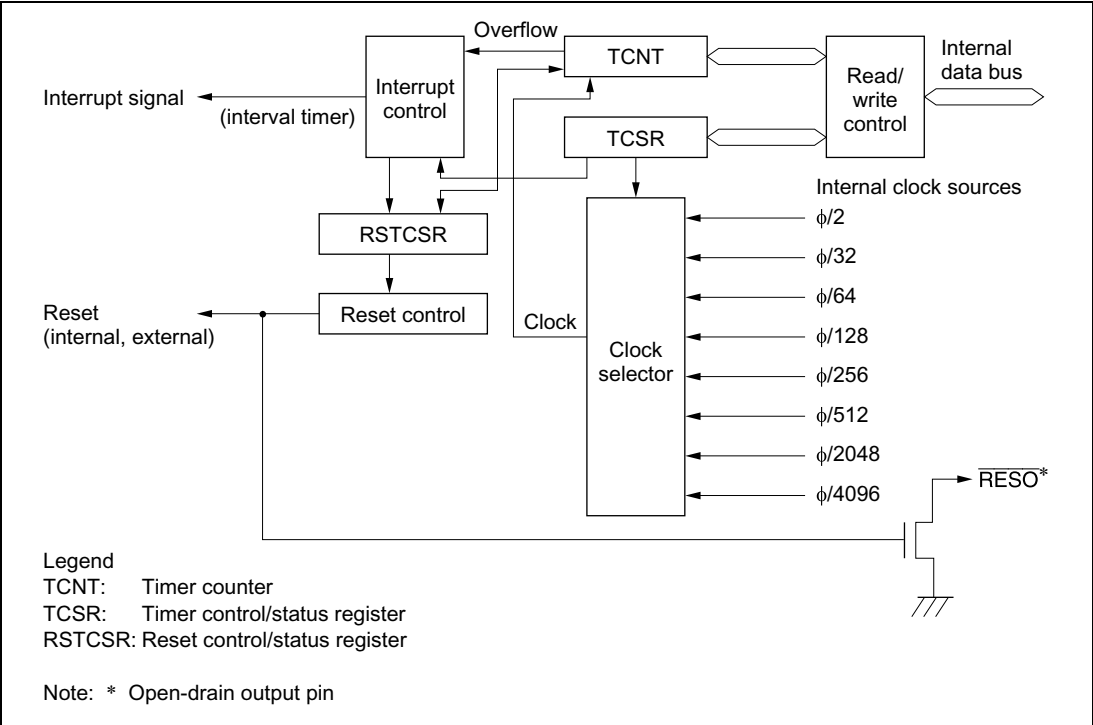 Overflow
TCNT
Interrupt control
Read/ write control
Internal data bus
Interrupt signal
(interval timer)
TCSR
Internal clock sources
RSTCSR
ϕ/2
ϕ/32
ϕ/64
ϕ/128
ϕ/256
ϕ/512
ϕ/2048
ϕ/4096
Reset
(internal, external)
Reset control
Clock
Clock selector
RESO*
Legend
TCNT: Timer counter
TCSR: Timer control/status register
RSTCSR: Reset control/status register
Note: * Open-drain output pin